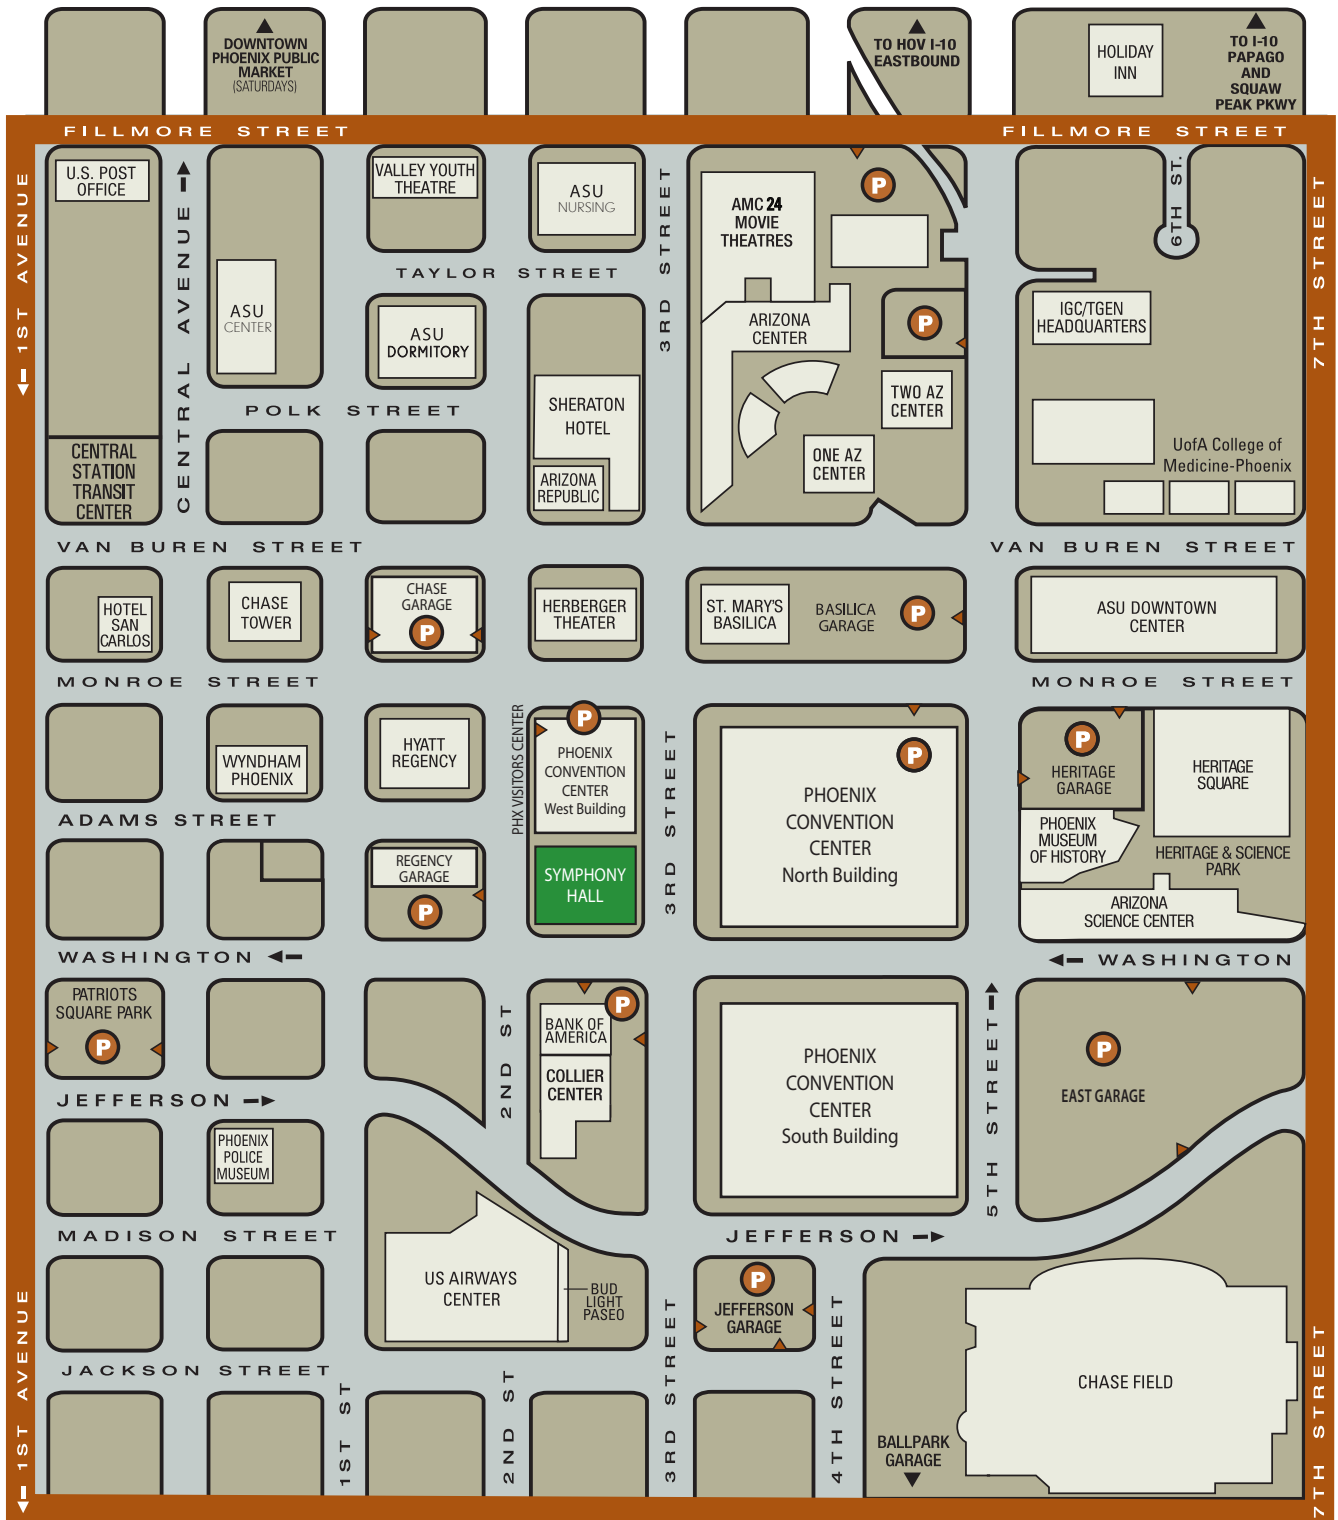 DOWNTOWN
PHOENIX PUBLIC
MARKET
(SATURDAYS)
TO HOV I-10
EASTBOUND
HOLIDAY
INN
TO I-10
PAPAGO
AND
SQUAW
PEAK PKWY
FILLMORE STREET
FILLMORE STREET
1ST AVENUE
U.S. POST
OFFICE
CENTRAL AVENUE
VALLEY YOUTH
THEATRE
ASU
NURSING
3RD STREET
AMC 24
MOVIE
THEATRES
P
6TH ST.
7TH STREET
TAYLOR STREET
ASU
CENTER
ASU
DORMITORY
ARIZONA
CENTER
P
IGC/TGEN
HEADQUARTERS
POLK STREET
SHERATON
HOTEL
ARIZONA
REPUBLIC
TWO AZ
CENTER
ONE AZ
CENTER
UofA College of
Medicine-Phoenix
CENTRAL
STATION
TRANSIT
CENTER
VAN BUREN STREET
VAN BUREN STREET
HOTEL
SAN
CARLOS
CHASE
TOWER
CHASE
GARAGE
P
HERBERGER
THEATER
ST. MARY'S
BASILICA
BASILICA
GARAGE
P
ASU DOWNTOWN
CENTER
MONROE STREET
MONROE STREET
WYNDHAM
PHOENIX
HYATT
REGENCY
PHX VISITORS CENTER
P
PHOENIX
CONVENTION
CENTER
West Building
3RD STREET
P
PHOENIX
CONVENTION
CENTER
North Building
P
HERITAGE
GARAGE
HERITAGE
SQUARE
ADAMS STREET
PHOENIX
MUSEUM
OF HISTORY
HERITAGE & SCIENCE
PARK
REGENCY
GARAGE
P
SYMPHONY
HALL
ARIZONA
SCIENCE CENTER
WASHINGTON
WASHINGTON
PATRIOTS
SQUARE PARK
P
2ND ST
P
BANK OF
AMERICA
COLLIER
CENTER
PHOENIX
CONVENTION
CENTER
South Building
5TH STREET
P
EAST GARAGE
JEFFERSON
PHOENIX
POLICE
MUSEUM
MADISON STREET
JEFFERSON
US AIRWAYS
CENTER
BUD
LIGHT
PASEO
P
JEFFERSON
GARAGE
1ST AVENUE
JACKSON STREET
1ST ST
2ND ST
3RD STREET
4TH STREET
CHASE FIELD
BALLPARK
GARAGE
7TH STREET